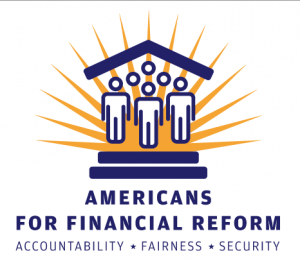 AMERICANS
FOR FINANCIAL REFORM
ACCOUNTABILITY ★ FAIRNESS ★ SECURITY